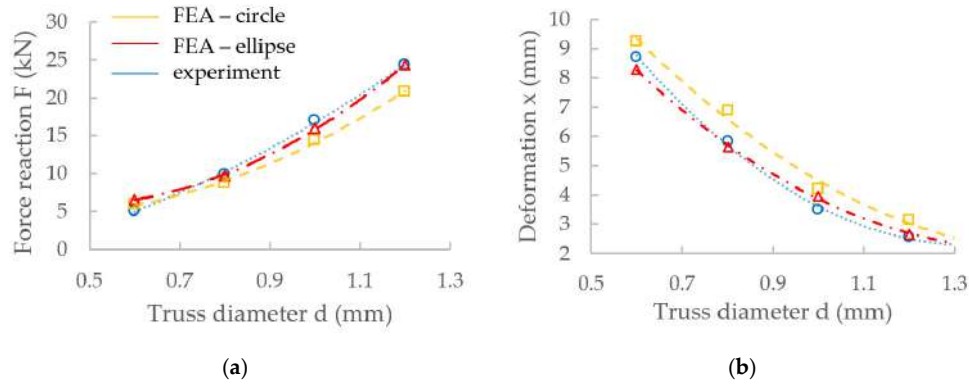 FEA – circle
FEA – ellipse
experiment
Force reaction F (kN)
30
25
20
15
10
5
0
0.5 0.7 0.9 1.1 1.3
Truss diameter d (mm)
(a)
Deformation x (mm)
10
9
8
7
6
5
4
3
2
0.5 0.7 0.9 1.1 1.3
Truss diameter d (mm)
(b)